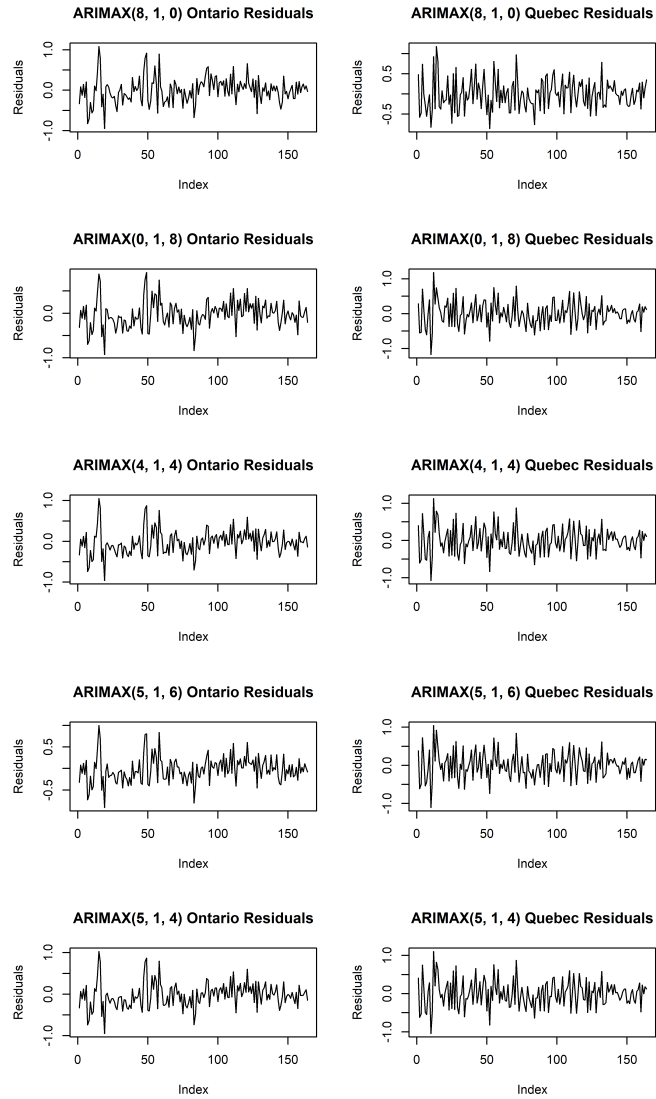 ARIMAX(8, 1, 0) Ontario Residuals
Residuals
-1.0 0.0 1.0
0 50 100 150
Index
ARIMAX(8, 1, 0) Quebec Residuals
Residuals
-0.5 0.5
0 50 100 150
Index
ARIMAX(0, 1, 8) Ontario Residuals
Residuals
-1.0 0.0
0 50 100 150
Index
ARIMAX(0, 1, 8) Quebec Residuals
Residuals
-1.0 0.0 1.0
0 50 100 150
Index
ARIMAX(4, 1, 4) Ontario Residuals
Residuals
-1.0 0.0 1.0
0 50 100 150
Index
ARIMAX(4, 1, 4) Quebec Residuals
Residuals
-1.0 0.0 1.0
0 50 100 150
Index
ARIMAX(5, 1, 6) Ontario Residuals
Residuals
-0.5 0.5
0 50 100 150
Index
ARIMAX(5, 1, 6) Quebec Residuals
Residuals
-1.0 0.0 1.0
0 50 100 150
Index
ARIMAX(5, 1, 4) Ontario Residuals
Residuals
-1.0 0.0 1.0
0 50 100 150
Index
ARIMAX(5, 1, 4) Quebec Residuals
Residuals
-1.0 0.0 1.0
0 50 100 150
Index